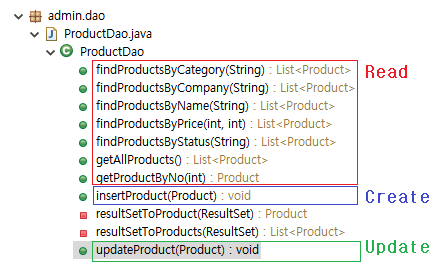 admin.dao
ProductDao.java
ProductDao
findProductsByCategory(String) : List<Product>
findProductsByCompany(String) : List<Product>
findProductsByName(String) : List<Product>
findProductsByPrice(int, int) : List<Product>
findProductsByStatus(String) : List<Product>
getAllProducts() : List<Product>
getProductByNo(int) : Product
Read
insertProduct(Product) : void
Create
resultSetToProduct(ResultSet) : Product
resultSetToProducts(ResultSet) : List<Product>
updateProduct(Product) : void
Update